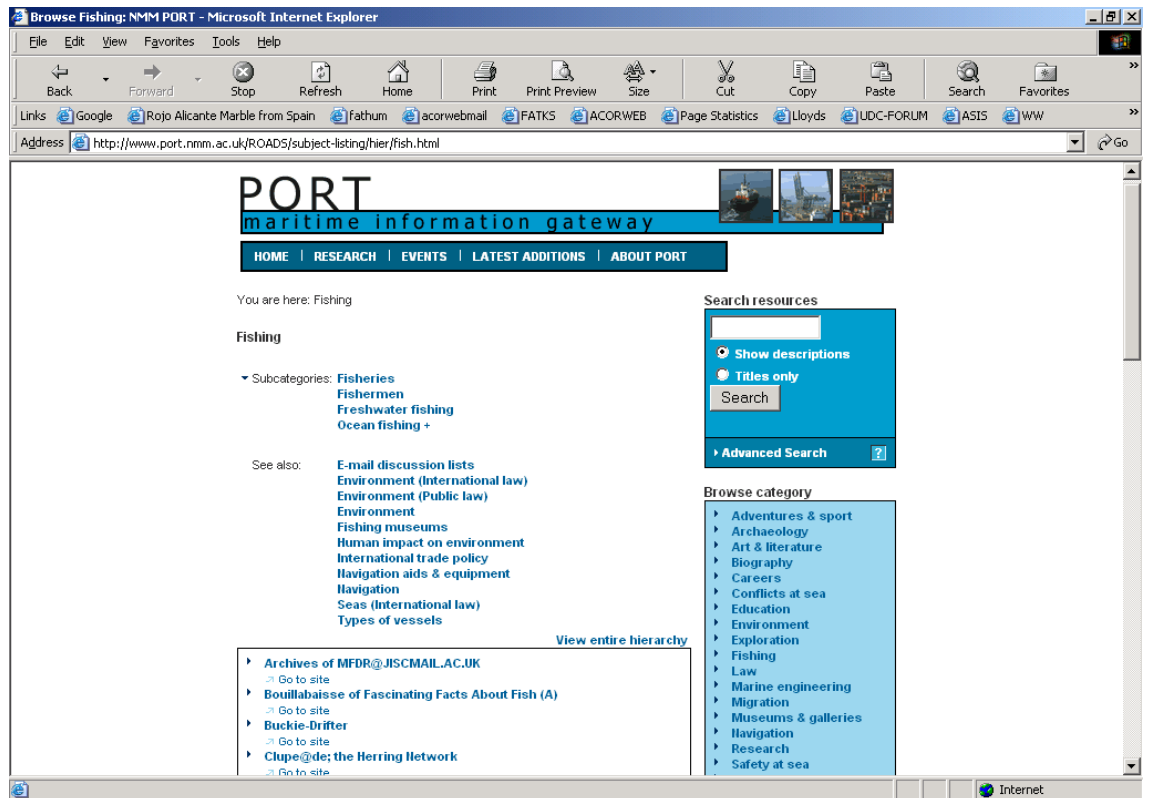 Browse Fishing: NMM PORT - Microsoft Internet Explorer
File Edit View Favorites Tools Help
Back Forward Stop Refresh Home Print Print Preview Size Cut Copy Paste Search Favorites »
Links Google Rojo Alicante Marble from Spain fathum acorwebmail FATKS ACORWEB Page Statistics Lloyds UDC-FORUM ASIS WW »
Address http://www.port.nmm.ac.uk/ROADS/subject-listing/hier/fish.html Go
PORT
maritime information gateway
HOME | RESEARCH | EVENTS | LATEST ADDITIONS | ABOUT PORT
You are here: Fishing
Fishing
Subcategories: Fisheries
Fishermen
Freshwater fishing
Ocean fishing +
See also: E-mail discussion lists
Environment (International law)
Environment (Public law)
Environment
Fishing museums
Human impact on environment
International trade policy
Navigation aids & equipment
Navigation
Seas (International law)
Types of vessels
View entire hierarchy
Archives of MFDR@JISCMAIL.AC.UK
Go to site
Bouillabaisse of Fascinating Facts About Fish (A)
Go to site
Buckie-Drifter
Go to site
Clupe@de; the Herring Network
Go to site
Search resources
Show descriptions
Titles only
Search
Advanced Search ?
Browse category
Adventures & sport
Archaeology
Art & literature
Biography
Careers
Conflicts at sea
Education
Environment
Exploration
Fishing
Law
Marine engineering
Migration
Museums & galleries
Navigation
Research
Safety at sea
Internet